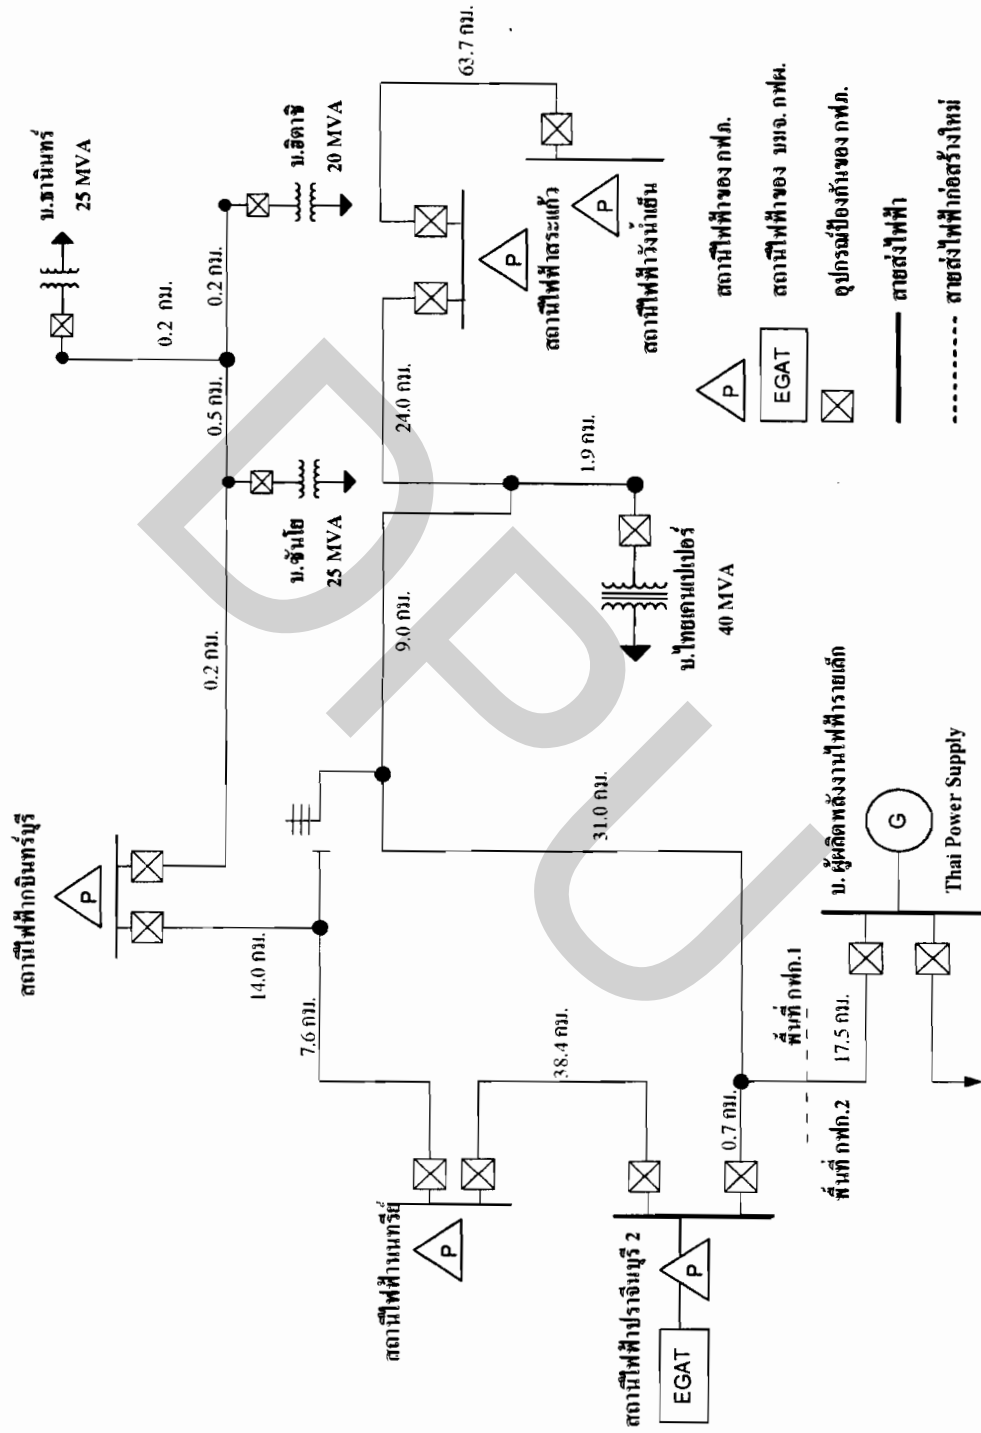 สถานีไฟฟ้ากบินทร์บุรี
P
14.0 กม.
7.6 กม.
0.2 กม.
บ.ซันโย
25 MVA
0.5 กม.
0.2 กม.
บ.ธานินทร์
25 MVA
0.2 กม.
บ.ฮิตาชิ
20 MVA
63.7 กม.
สถานีไฟฟ้านนทรีย์
P
38.4 กม.
31.0 กม.
9.0 กม.
24.0 กม.
1.9 กม.
บ.ไทยเคนเปเปอร์
40 MVA
P
สถานีไฟฟ้าสระแก้ว
P
สถานีไฟฟ้าวังน้ำเย็น
สถานีไฟฟ้าปราจีนบุรี 2
EGAT
P
0.7 กม.
พื้นที่ กฟก.2
พื้นที่ กฟก.1
17.5 กม.
บ. ผู้ผลิตพลังงานไฟฟ้ารายเล็ก
G
Thai Power Supply
P
สถานีไฟฟ้าของ กฟภ.
EGAT
สถานีไฟฟ้าของ บมจ. กฟผ.
อุปกรณ์ป้องกันของ กฟภ.
สายส่งไฟฟ้า
สายส่งไฟฟ้าก่อสร้างใหม่
DPU